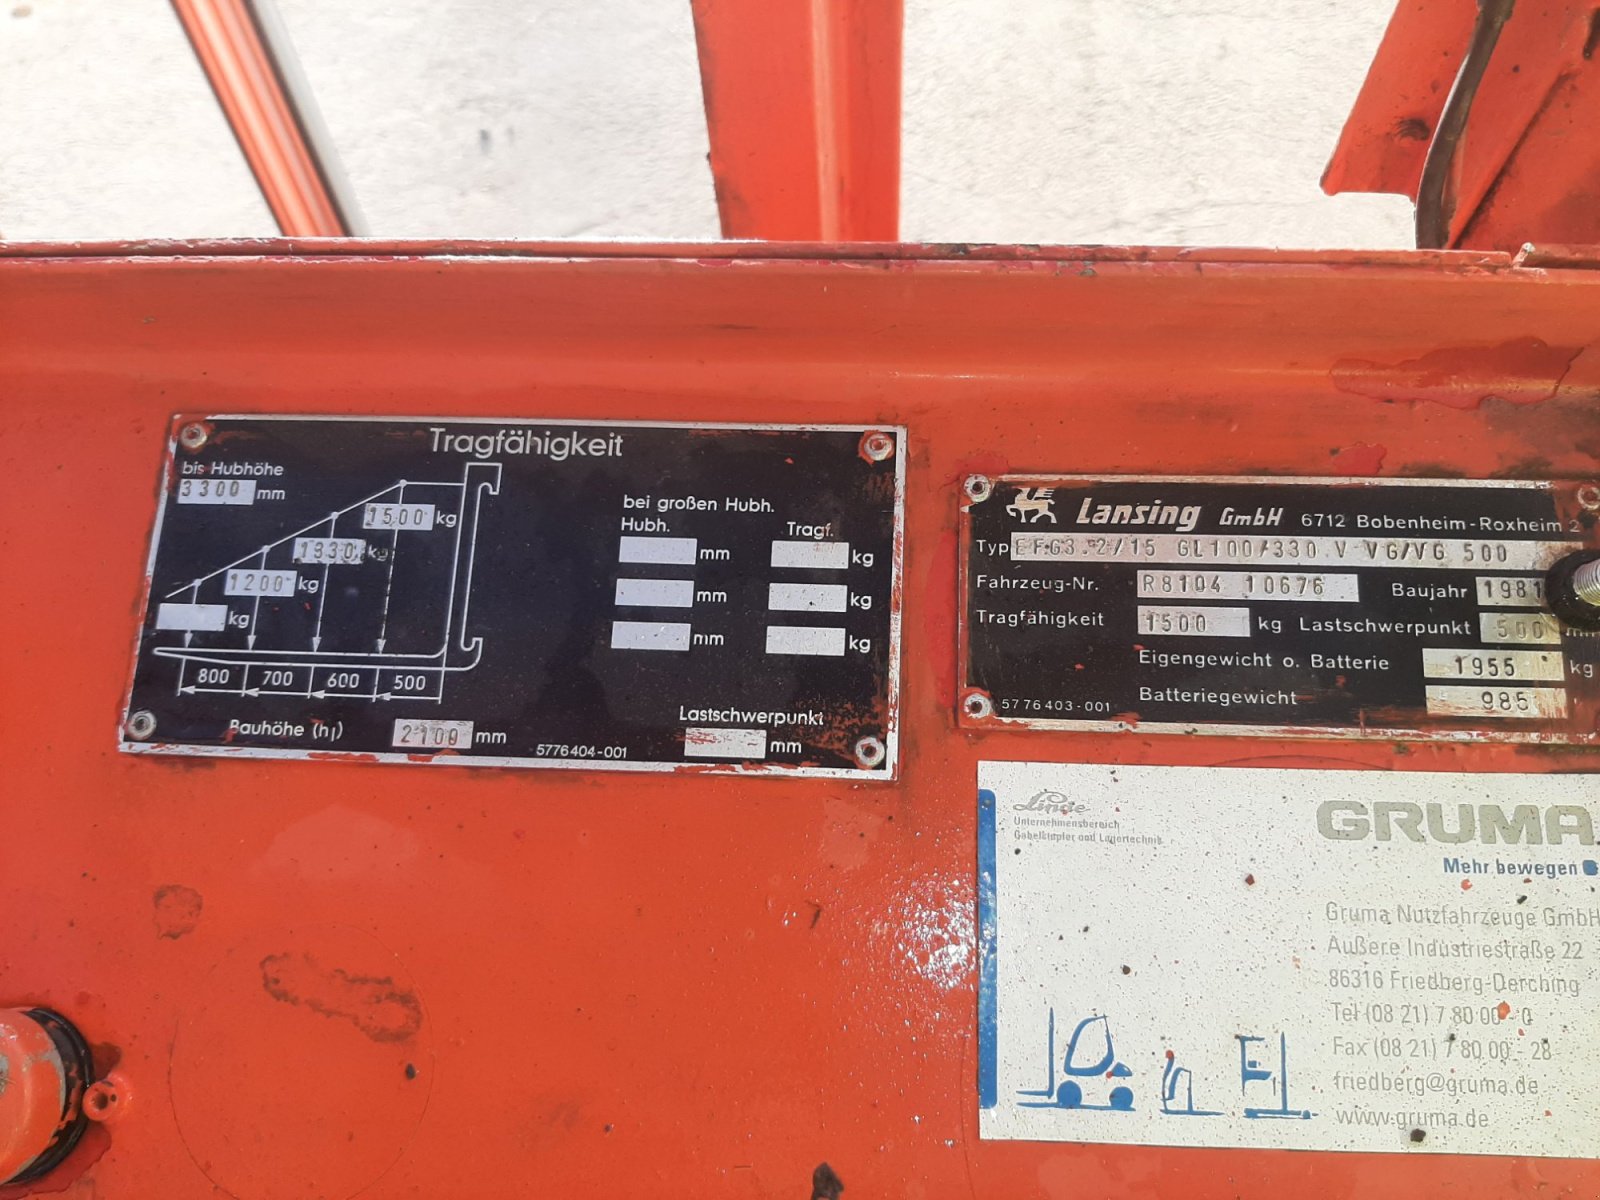 Tragfähigkeit
bis Hubhöhe
3300 mm
1500 kg
1330 kg
1200 kg
kg
800 700 600 500
Bauhöhe (h₁) 2100 mm
5776404-001
bei großen Hubh.
Hubh. Tragf.
mm kg
mm kg
mm kg
Lastschwerpunkt
mm
Lansing GmbH 6712 Bobenheim-Roxheim 2
Typ EFG3.2/15 GL100/330 V VG/VG 500
Fahrzeug-Nr. R8104 10676 Baujahr 1981
Tragfähigkeit 1500 kg Lastschwerpunkt 500 mm
Eigengewicht o. Batterie 1955 kg
Batteriegewicht 985
5776403-001
Linde
Unternehmensbereich
Gabelstapler und Lagertechnik
GRUMA
Mehr bewegen
Gruma Nutzfahrzeuge GmbH
Äußere Industriestraße 22
86316 Friedberg-Derching
Tel (08 21) 7 80 00 - 0
Fax (08 21) 7 80 00 - 28
friedberg@gruma.de
www.gruma.de